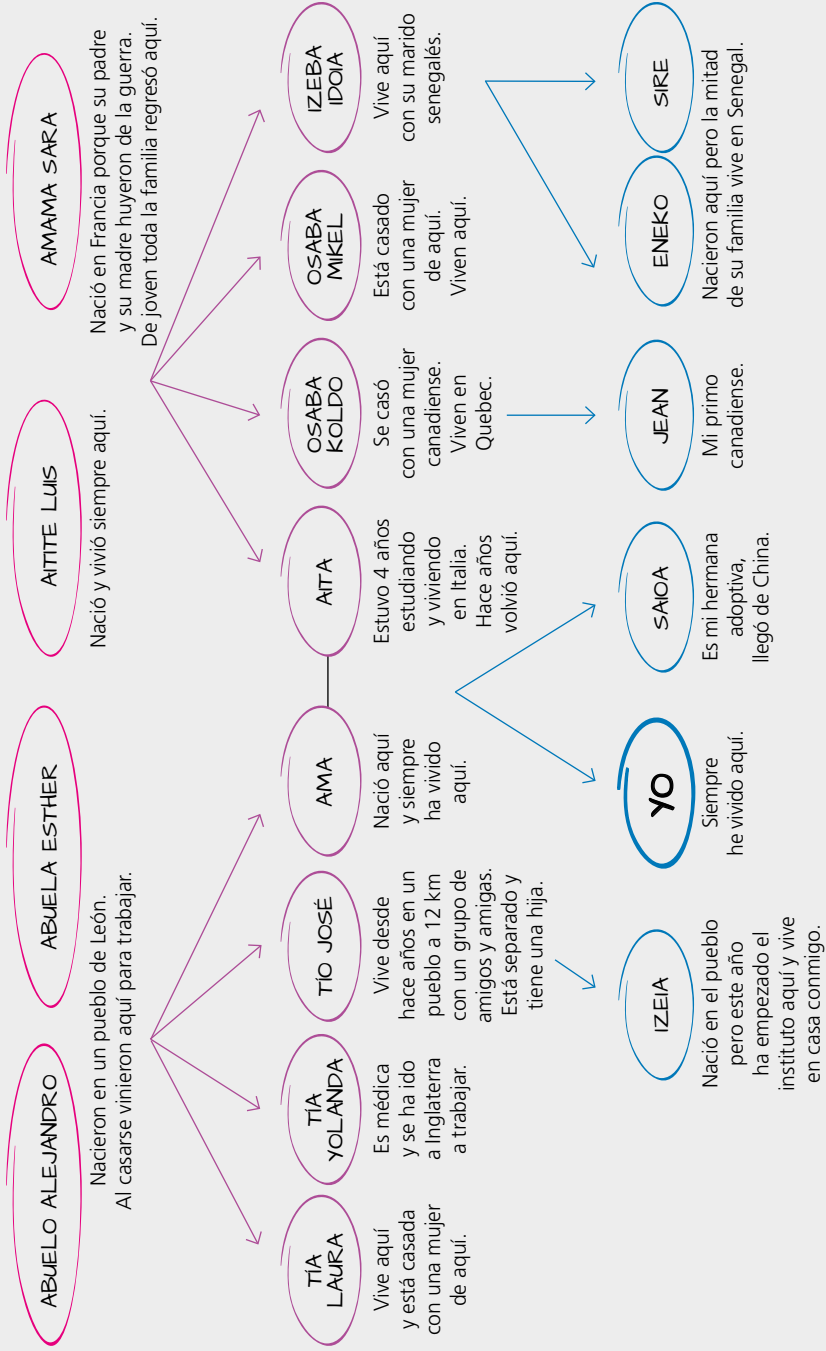 ABUELO ALEJANDRO
ABUELA ESTHER
Nacieron en un pueblo de León.
Al casarse vinieron aquí para trabajar.
AITITE LUIS
Nació y vivió siempre aquí.
AMAMA SARA
Nació en Francia porque su padre
y su madre huyeron de la guerra.
De joven toda la familia regresó aquí.
TÍA
LAURA
Vive aquí
y está casada
con una mujer
de aquí.
TÍA
YOLANDA
Es médica
y se ha ido
a Inglaterra
a trabajar.
TÍO JOSÉ
Vive desde
hace años en un
pueblo a 12 km
con un grupo de
amigos y amigas.
Está separado y
tiene una hija.
AMA
Nació aquí
y siempre
ha vivido
aquí.
AITA
Estuvo 4 años
estudiando
y viviendo
en Italia.
Hace años
volvió aquí.
OSABA
KOLDO
Se casó
con una mujer
canadiense.
Viven en
Quebec.
OSABA
MIKEL
Está casado
con una mujer
de aquí.
Viven aquí.
IZEBA
IDOIA
Vive aquí
con su marido
senegalés.
IZEIA
Nació en el pueblo
pero este año
ha empezado el
instituto aquí y vive
en casa conmigo.
YO
Siempre
he vivido aquí.
SAIOA
Es mi hermana
adoptiva,
llegó de China.
JEAN
Mi primo
canadiense.
ENEKO
SIRE
Nacieron aquí pero la mitad
de su familia vive en Senegal.